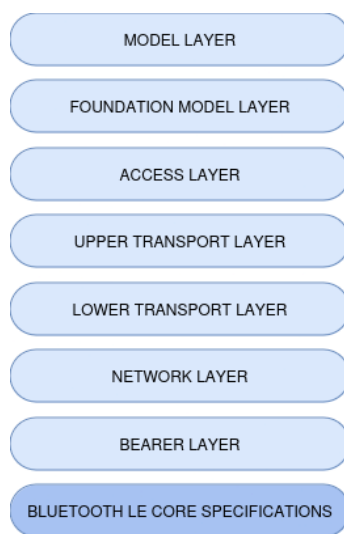 MODEL LAYER
FOUNDATION MODEL LAYER
ACCESS LAYER
UPPER TRANSPORT LAYER
LOWER TRANSPORT LAYER
NETWORK LAYER
BEARER LAYER
BLUETOOTH LE CORE SPECIFICATIONS